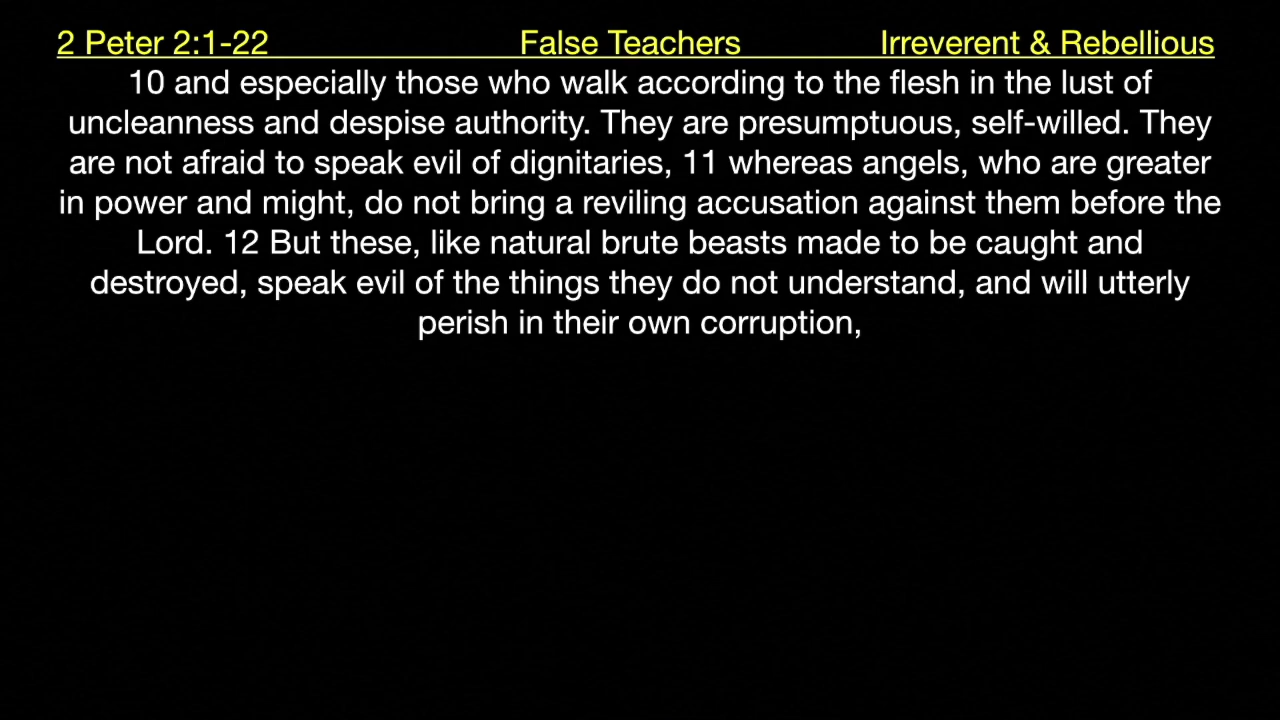 2 Peter 2:1-22 False Teachers Irreverent & Rebellious
10 and especially those who walk according to the flesh in the lust of
uncleanness and despise authority. They are presumptuous, self-willed. They
are not afraid to speak evil of dignitaries, 11 whereas angels, who are greater
in power and might, do not bring a reviling accusation against them before the
Lord. 12 But these, like natural brute beasts made to be caught and
destroyed, speak evil of the things they do not understand, and will utterly
perish in their own corruption,